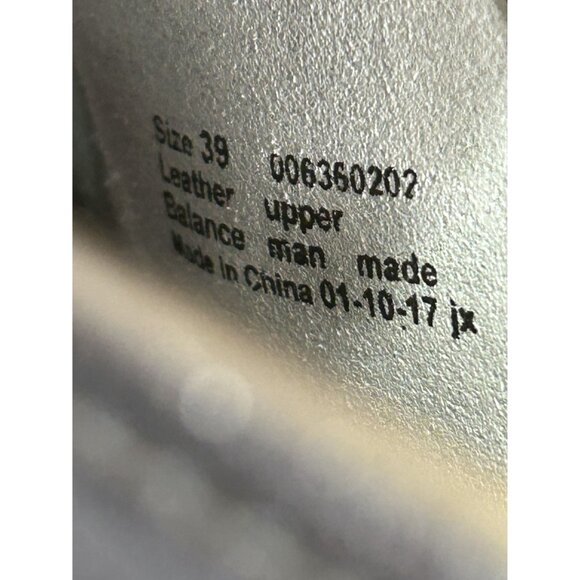 Size 39 006360202
Leather upper
Balance man made
Made in China 01-10-17 jx